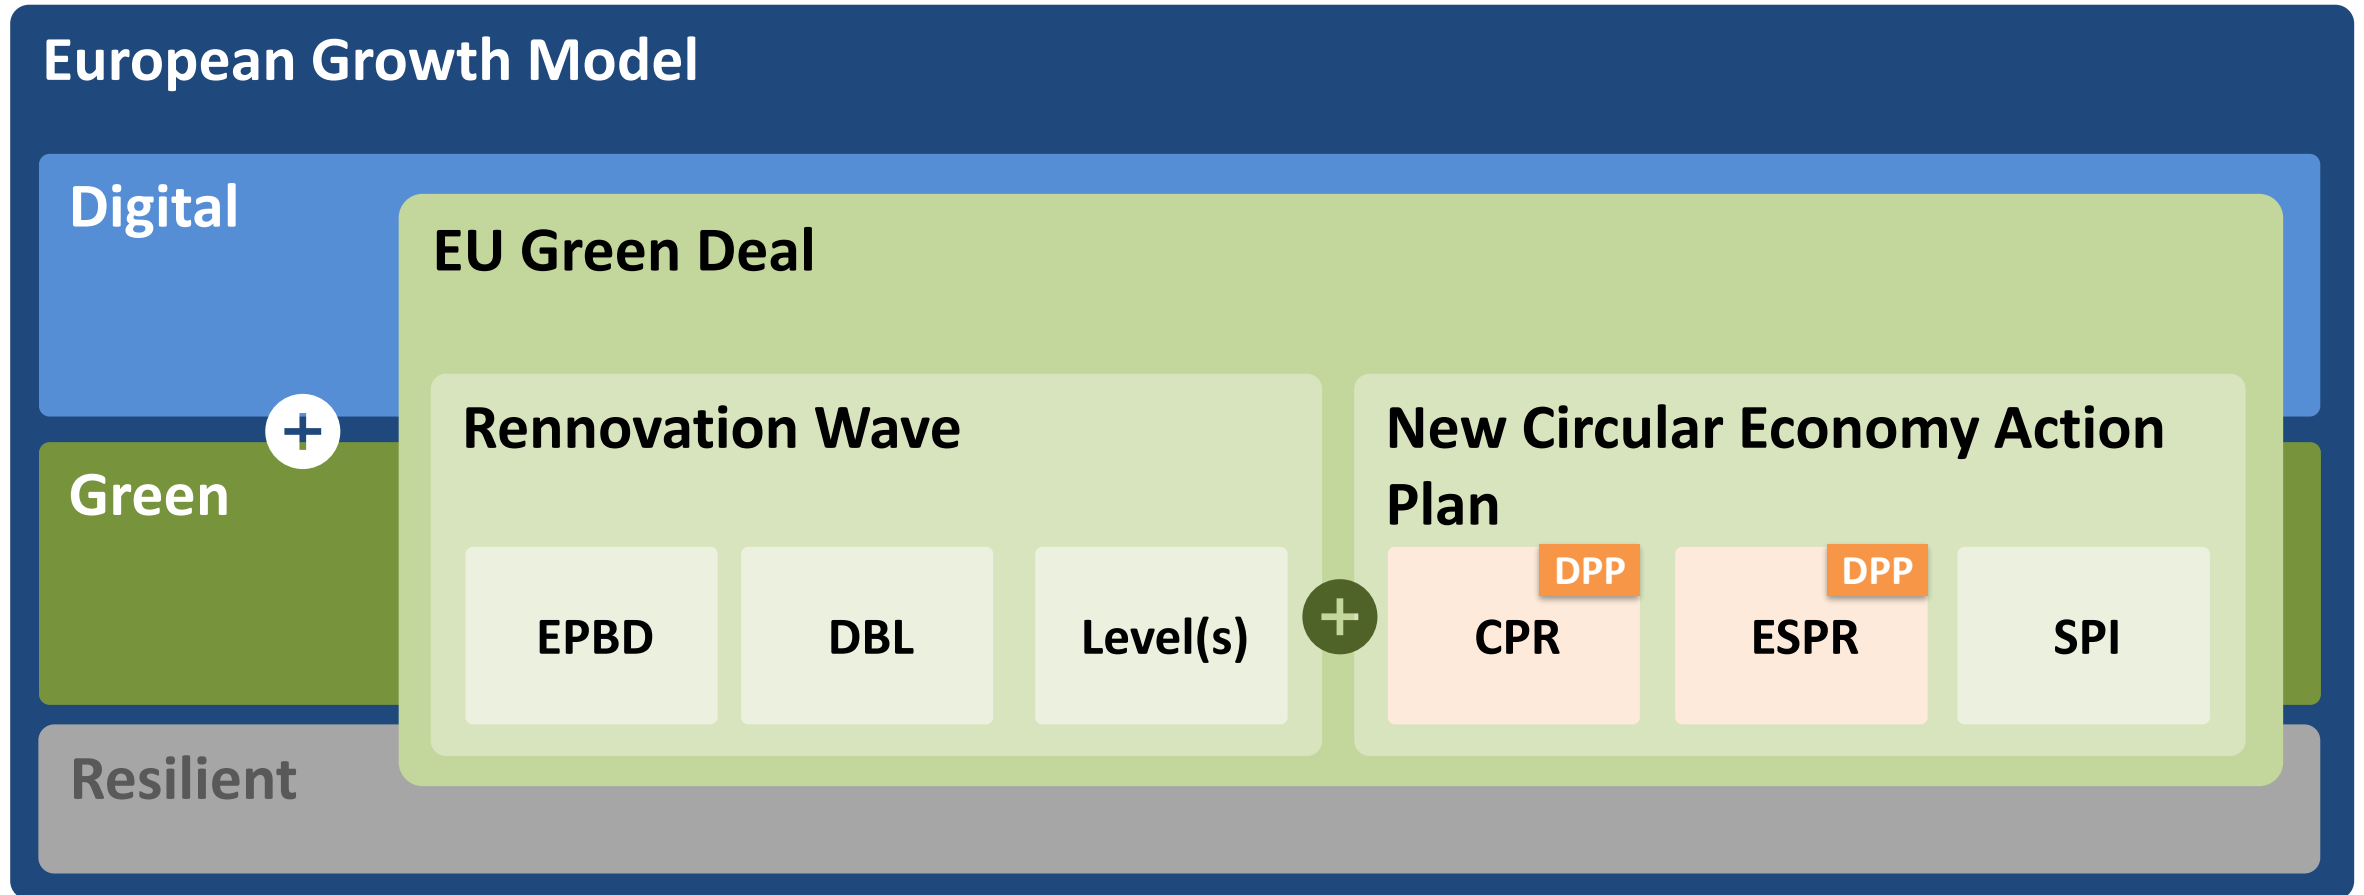 European Growth Model
Digital
EU Green Deal
+
Rennovation Wave
New Circular Economy Action
Plan
Green
DPP
DPP
EPBD
DBL
Level(s)
+
CPR
ESPR
SPI
Resilient